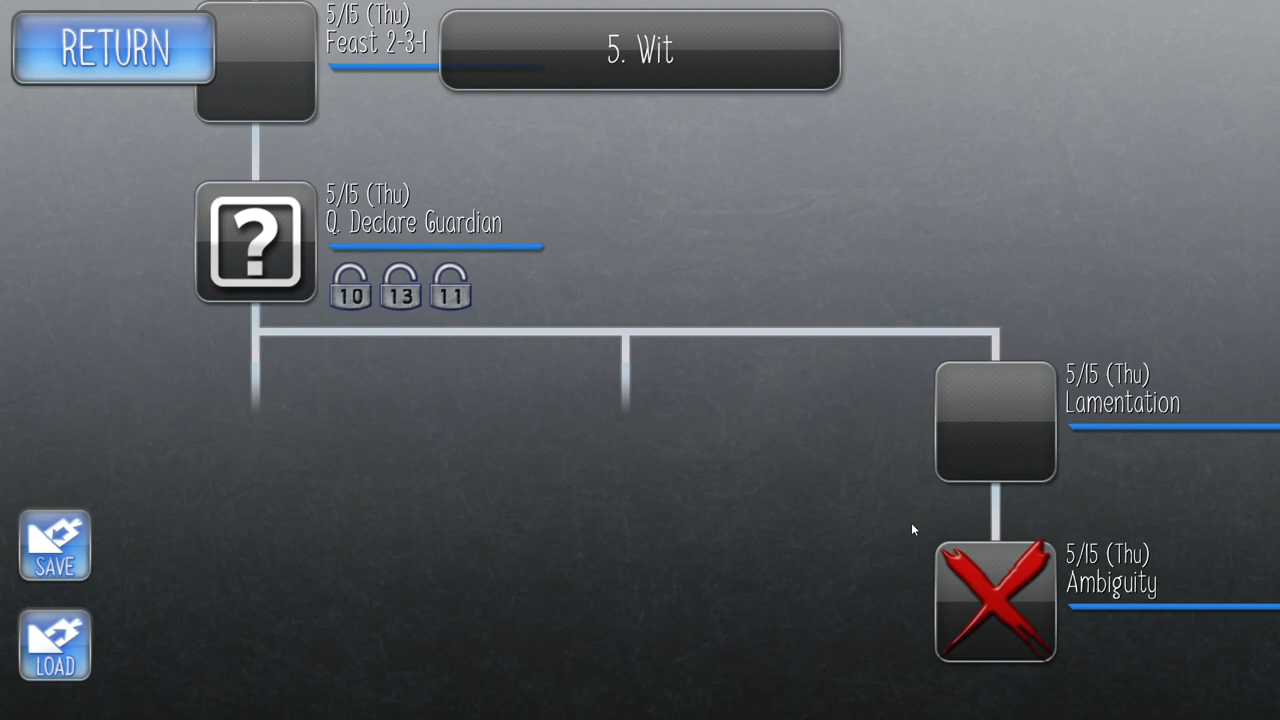 RETURN
5/15 (Thu)
Feast 2-3-1
5. Wit
?
5/15 (Thu)
Q. Declare Guardian
10 13 11
5/15 (Thu)
Lamentation
5/15 (Thu)
Ambiguity
SAVE
LOAD